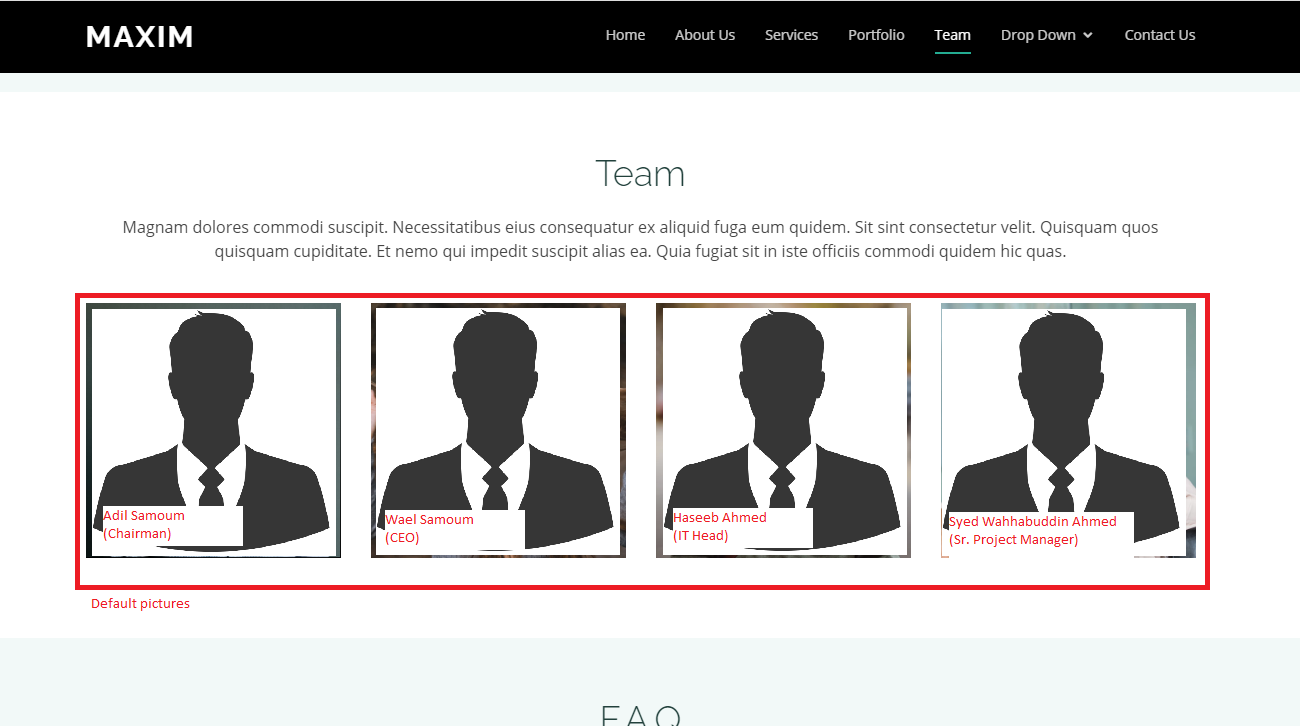 MAXIM
Home About Us Services Portfolio Team Drop Down Contact Us
Team
Magnam dolores commodi suscipit. Necessitatibus eius consequatur ex aliquid fuga eum quidem. Sit sint consectetur velit. Quisquam quos
quisquam cupiditate. Et nemo qui impedit suscipit alias ea. Quia fugiat sit in iste officiis commodi quidem hic quas.
Adil Samoum
(Chairman)
Wael Samoum
(CEO)
Haseeb Ahmed
(IT Head)
Syed Wahhabuddin Ahmed
(Sr. Project Manager)
Default pictures
F.A.Q